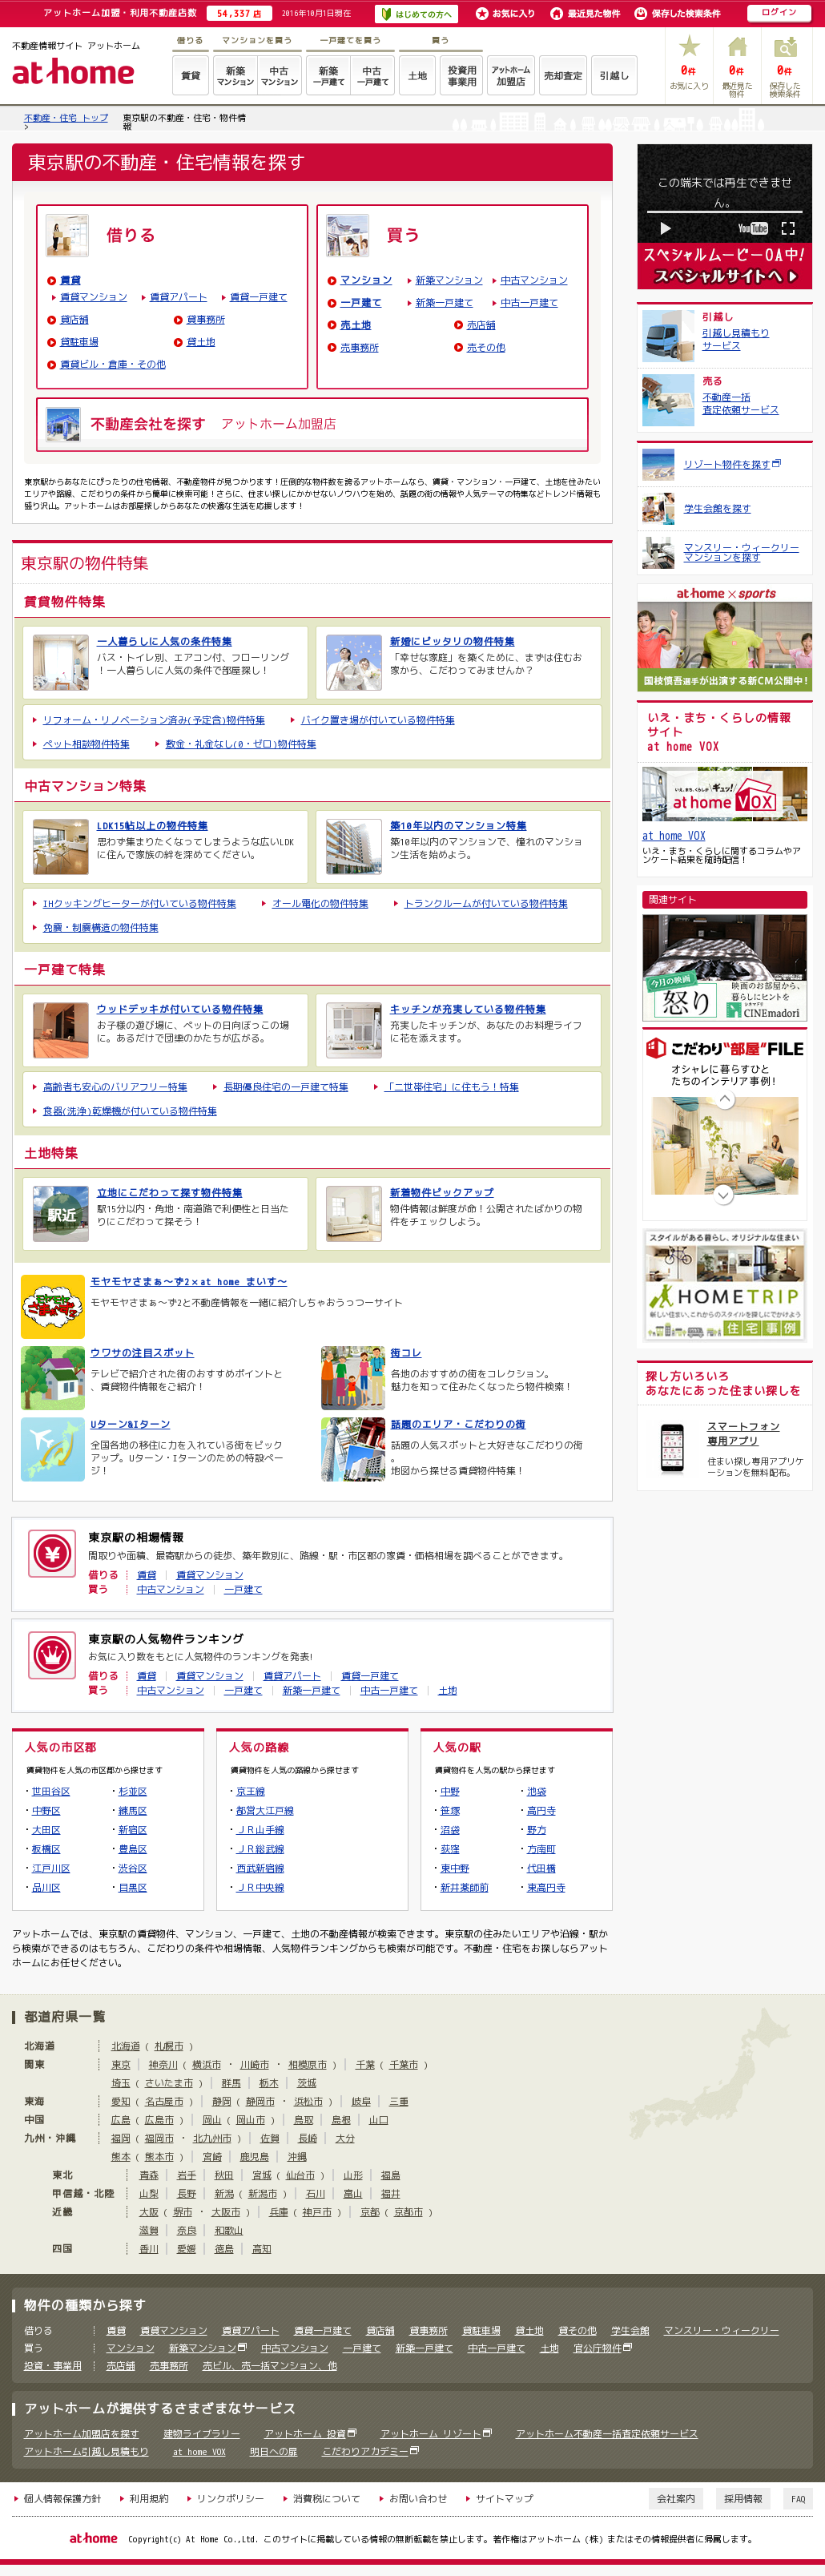 アットホーム加盟・利用不動産店数 54,337 店 2016年10月1日現在 はじめての方へ お気に入り 最近見た物件 保存した検索条件 ログイン
不動産情報サイト アットホーム
at home
借りる マンションを買う 一戸建てを買う 買う
賃貸 新築マンション 中古マンション 新築一戸建て 中古一戸建て 土地 投資用事業用 アットホーム加盟店 売却査定 引越し
0件 お気に入り 0件 最近見た物件 0件 保存した検索条件
不動産・住宅 トップ > 東京駅の不動産・住宅・物件情報
東京駅の不動産・住宅情報を探す
借りる
賃貸
賃貸マンション 賃貸アパート 賃貸一戸建て
貸店舗 貸事務所
貸駐車場 貸土地
賃貸ビル・倉庫・その他
買う
マンション 新築マンション 中古マンション
一戸建て 新築一戸建て 中古一戸建て
売土地 売店舗
売事務所 売その他
不動産会社を探す アットホーム加盟店
東京駅からあなたにぴったりの住宅情報、不動産物件が見つかります！圧倒的な物件数を誇るアットホームなら、賃貸・マンション・一戸建て、土地を住みたいエリアや路線、こだわりの条件から簡単に検索可能！さらに、住まい探しにかかせないノウハウを始め、話題の街の情報や人気テーマの特集などトレンド情報も盛り沢山。アットホームはお部屋探しからあなたの快適な生活を応援します！
東京駅の物件特集
賃貸物件特集
一人暮らしに人気の条件特集
バス・トイレ別、エアコン付、フローリング！一人暮らしに人気の条件で部屋探し！
新婚にピッタリの物件特集
「幸せな家庭」を築くために、まずは住むお家から、こだわってみませんか？
リフォーム・リノベーション済み(予定含)物件特集 バイク置き場が付いている物件特集
ペット相談物件特集 敷金・礼金なし(0・ゼロ)物件特集
中古マンション特集
LDK15帖以上の物件特集
思わず集まりたくなってしまうような広いLDKに住んで家族の絆を深めてください。
築10年以内のマンション特集
築10年以内のマンションで、憧れのマンション生活を始めよう。
IHクッキングヒーターが付いている物件特集 オール電化の物件特集 トランクルームが付いている物件特集
免震・制震構造の物件特集
一戸建て特集
ウッドデッキが付いている物件特集
お子様の遊び場に、ペットの日向ぼっこの場に。あるだけで団欒のかたちが広がる。
キッチンが充実している物件特集
充実したキッチンが、あなたのお料理ライフに花を添えます。
高齢者も安心のバリアフリー特集 長期優良住宅の一戸建て特集 「二世帯住宅」に住もう！特集
食器(洗浄)乾燥機が付いている物件特集
土地特集
駅近
立地にこだわって探す物件特集
駅15分以内・角地・南道路で利便性と日当たりにこだわって探そう！
新着物件ピックアップ
物件情報は鮮度が命！公開されたばかりの物件をチェックしよう。
モヤモヤさまぁ～ず2×at home まいす～
モヤモヤさまぁ～ず2と不動産情報を一緒に紹介しちゃおうっつーサイト
ウワサの注目スポット
テレビで紹介された街のおすすめポイントと、賃貸物件情報をご紹介！
街コレ
各地のおすすめの街をコレクション。
魅力を知って住みたくなったら物件検索！
Uターン&Iターン
全国各地の移住に力を入れている街をピックアップ。Uターン・Iターンのための特設ページ！
話題のエリア・こだわりの街
話題の人気スポットと大好きなこだわりの街。
地図から探せる賃貸物件特集！
東京駅の相場情報
間取りや面積、最寄駅からの徒歩、築年数別に、路線・駅・市区郡の家賃・価格相場を調べることができます。
借りる 賃貸 | 賃貸マンション
買う 中古マンション | 一戸建て
東京駅の人気物件ランキング
お気に入り数をもとに人気物件のランキングを発表!
借りる 賃貸 | 賃貸マンション | 賃貸アパート | 賃貸一戸建て
買う 中古マンション | 一戸建て | 新築一戸建て | 中古一戸建て | 土地
人気の市区郡
賃貸物件を人気の市区郡から探せます
・世田谷区 ・杉並区
・中野区 ・練馬区
・大田区 ・新宿区
・板橋区 ・豊島区
・江戸川区 ・渋谷区
・品川区 ・目黒区
人気の路線
賃貸物件を人気の路線から探せます
・京王線
・都営大江戸線
・ＪＲ山手線
・ＪＲ総武線
・西武新宿線
・ＪＲ中央線
人気の駅
賃貸物件を人気の駅から探せます
・中野 ・池袋
・笹塚 ・高円寺
・沼袋 ・野方
・荻窪 ・方南町
・東中野 ・代田橋
・新井薬師前 ・東高円寺
アットホームでは、東京駅の賃貸物件、マンション、一戸建て、土地の不動産情報が検索できます。東京駅の住みたいエリアや沿線・駅から検索ができるのはもちろん、こだわりの条件や相場情報、人気物件ランキングからも検索が可能です。不動産・住宅をお探しならアットホームにお任せください。
この端末では再生できません。
YouTube
スペシャルムービーOA中!
スペシャルサイトへ
引越し
引越し見積もりサービス
売る
不動産一括査定依頼サービス
リゾート物件を探す
学生会館を探す
マンスリー・ウィークリーマンションを探す
at home×sports
国枝慎吾選手が出演する新CM公開中!
いえ・まち・くらしの情報サイト
at home VOX
いえ、まち、くらしにギュッ!
at home VOX
at home VOX
いえ・まち・くらしに関するコラムやアンケート結果を随時配信！
関連サイト
今月の映画 怒り 映画のお部屋から、暮らしにヒントを シネマドリ CINEmadori
こだわり"部屋"FILE
オシャレに暮らすひと たちのインテリア事例!
スタイルがある暮らし、オリジナルな住まい
HOMETRIP
新しい住まい、これからのスタイルを探しにでかけよう
住宅事例
探し方いろいろ
あなたにあった住まい探しを
スマートフォン専用アプリ
住まい探し専用アプリケーションを無料配布。
都道府県一覧
北海道 北海道 ( 札幌市 )
関東 東京 | 神奈川 ( 横浜市 ・ 川崎市 ・ 相模原市 ) | 千葉 ( 千葉市 )
埼玉 ( さいたま市 ) | 群馬 | 栃木 | 茨城
東海 愛知 ( 名古屋市 ) | 静岡 ( 静岡市 ・ 浜松市 ) | 岐阜 | 三重
中国 広島 ( 広島市 ) | 岡山 ( 岡山市 ) | 鳥取 | 島根 | 山口
九州・沖縄 福岡 ( 福岡市 ・ 北九州市 ) | 佐賀 | 長崎 | 大分
熊本 ( 熊本市 ) | 宮崎 | 鹿児島 | 沖縄
東北 青森 | 岩手 | 秋田 | 宮城 ( 仙台市 ) | 山形 | 福島
甲信越・北陸 山梨 | 長野 | 新潟 ( 新潟市 ) | 石川 | 富山 | 福井
近畿 大阪 ( 堺市 ・ 大阪市 ) | 兵庫 ( 神戸市 ) | 京都 ( 京都市 )
滋賀 | 奈良 | 和歌山
四国 香川 | 愛媛 | 徳島 | 高知
物件の種類から探す
借りる 賃貸 賃貸マンション 賃貸アパート 賃貸一戸建て 貸店舗 貸事務所 貸駐車場 貸土地 貸その他 学生会館 マンスリー・ウィークリー
買う マンション 新築マンション 中古マンション 一戸建て 新築一戸建て 中古一戸建て 土地 官公庁物件
投資・事業用 売店舗 売事務所 売ビル、売一括マンション、他
アットホームが提供するさまざまなサービス
アットホーム加盟店を探す 建物ライブラリー アットホーム 投資 アットホーム リゾート アットホーム不動産一括査定依頼サービス
アットホーム引越し見積もり at home VOX 明日への扉 こだわりアカデミー
個人情報保護方針 利用規約 リンクポリシー 消費税について お問い合わせ サイトマップ 会社案内 採用情報 FAQ
at home Copyright(c) At Home Co.,Ltd. このサイトに掲載している情報の無断転載を禁止します。著作権はアットホーム（株）またはその情報提供者に帰属します。